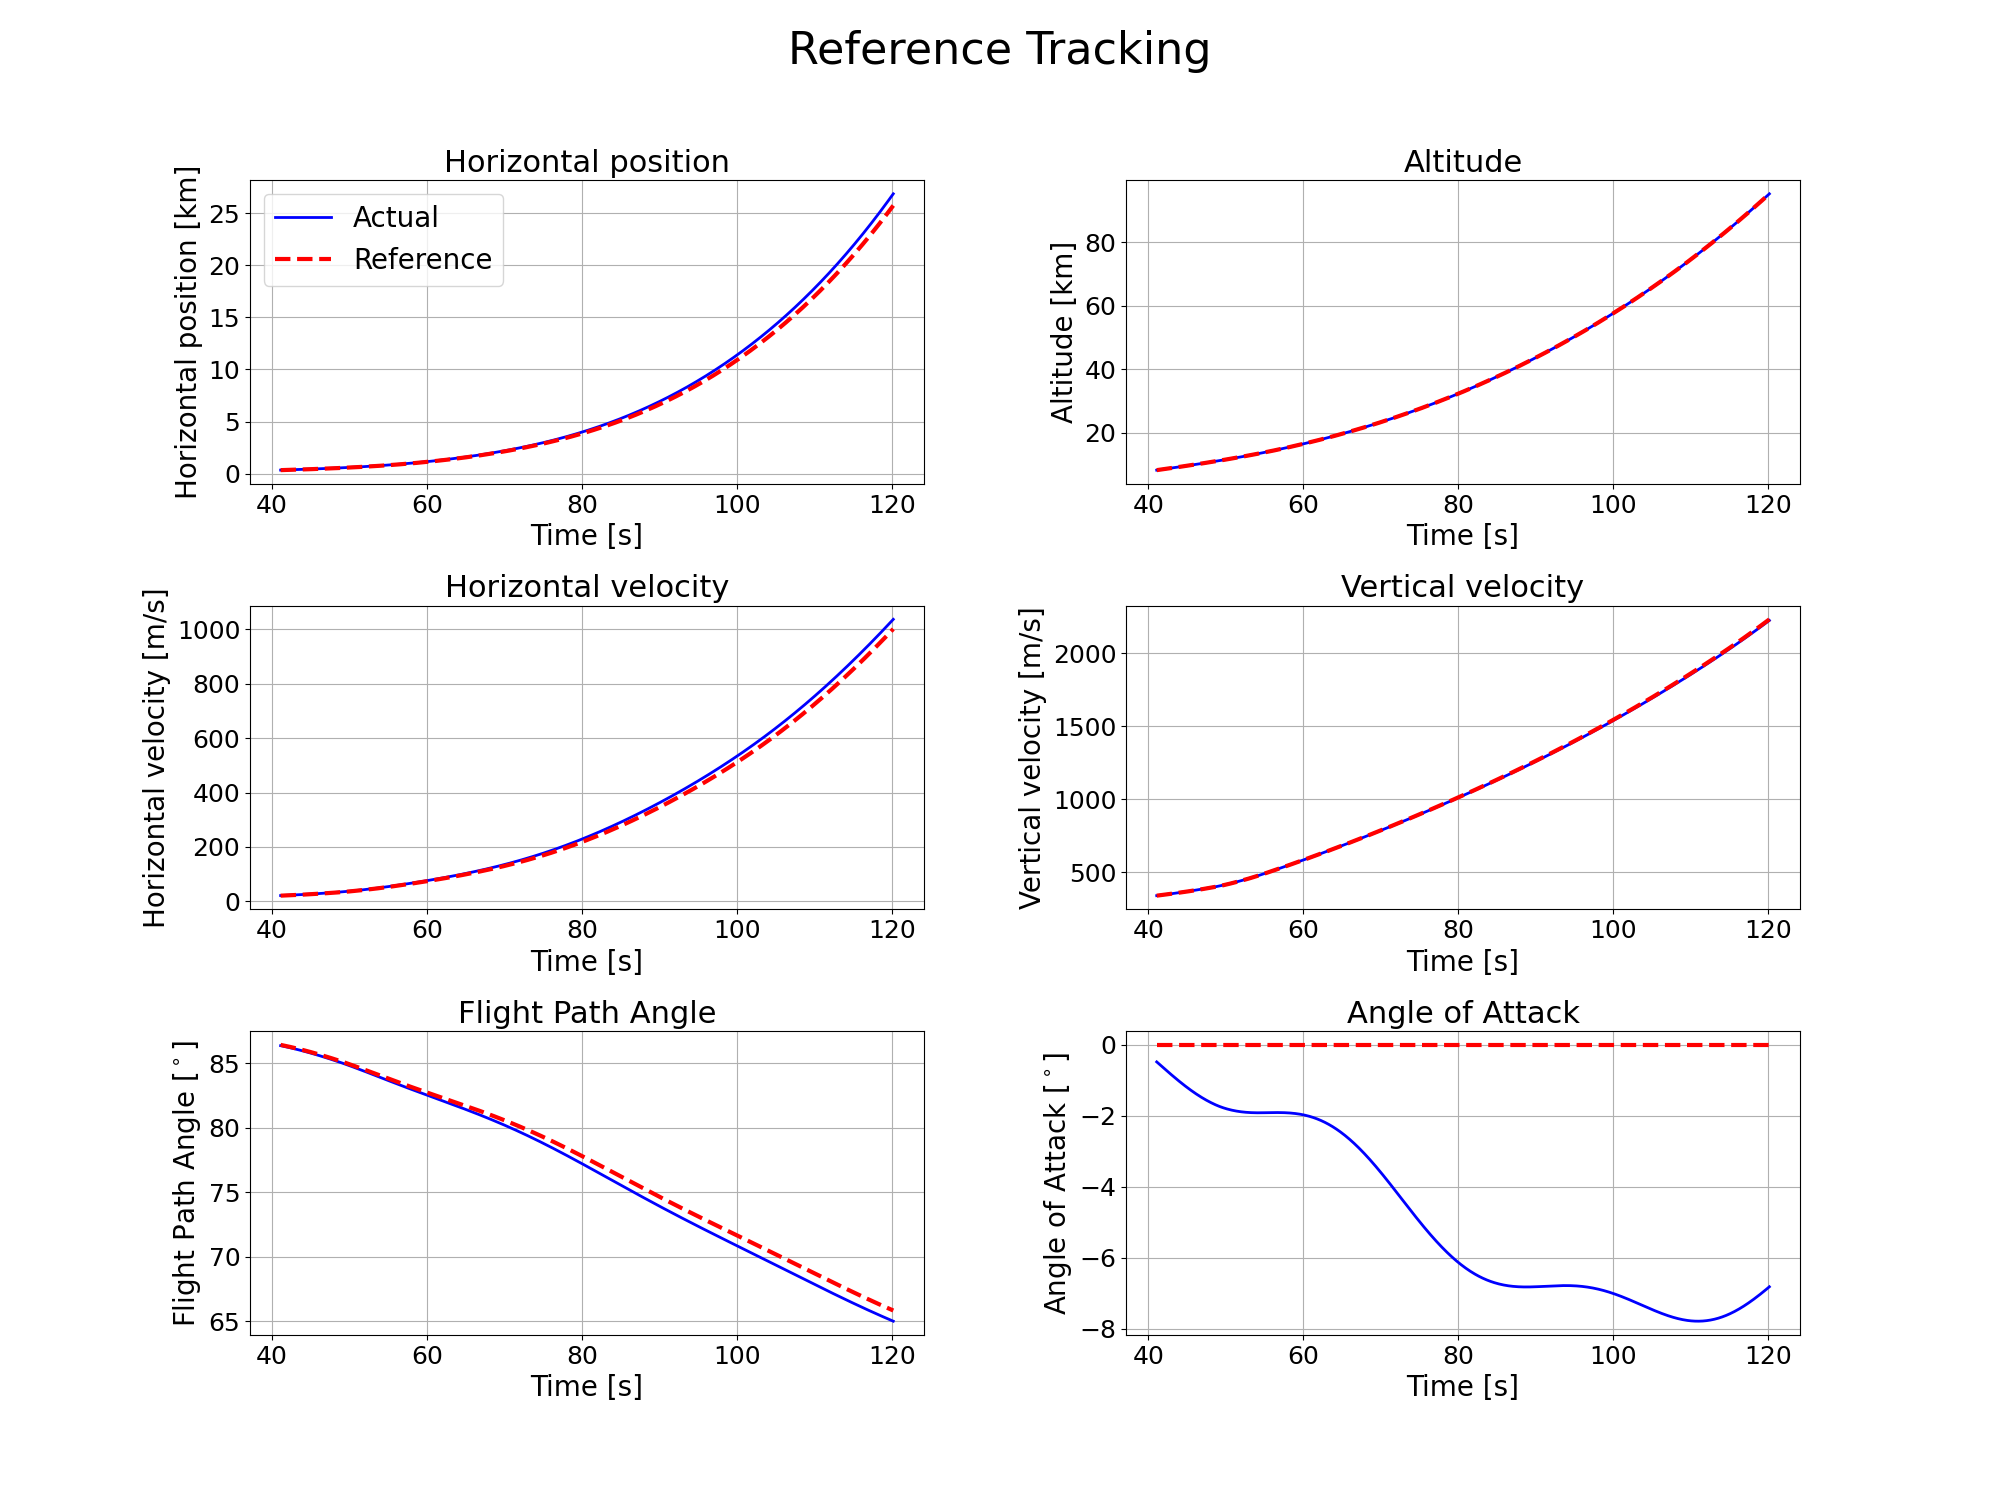 Reference Tracking
Horizontal position
Horizontal position [km]
25
20
15
10
5
0
Actual
Reference
40 60 80 100 120
Time [s]
Altitude
Altitude [km]
80
60
40
20
40 60 80 100 120
Time [s]
Horizontal velocity
Horizontal velocity [m/s]
1000
800
600
400
200
0
40 60 80 100 120
Time [s]
Vertical velocity
Vertical velocity [m/s]
2000
1500
1000
500
40 60 80 100 120
Time [s]
Flight Path Angle
Flight Path Angle [°]
85
80
75
70
65
40 60 80 100 120
Time [s]
Angle of Attack
Angle of Attack [°]
0
−2
−4
−6
−8
40 60 80 100 120
Time [s]